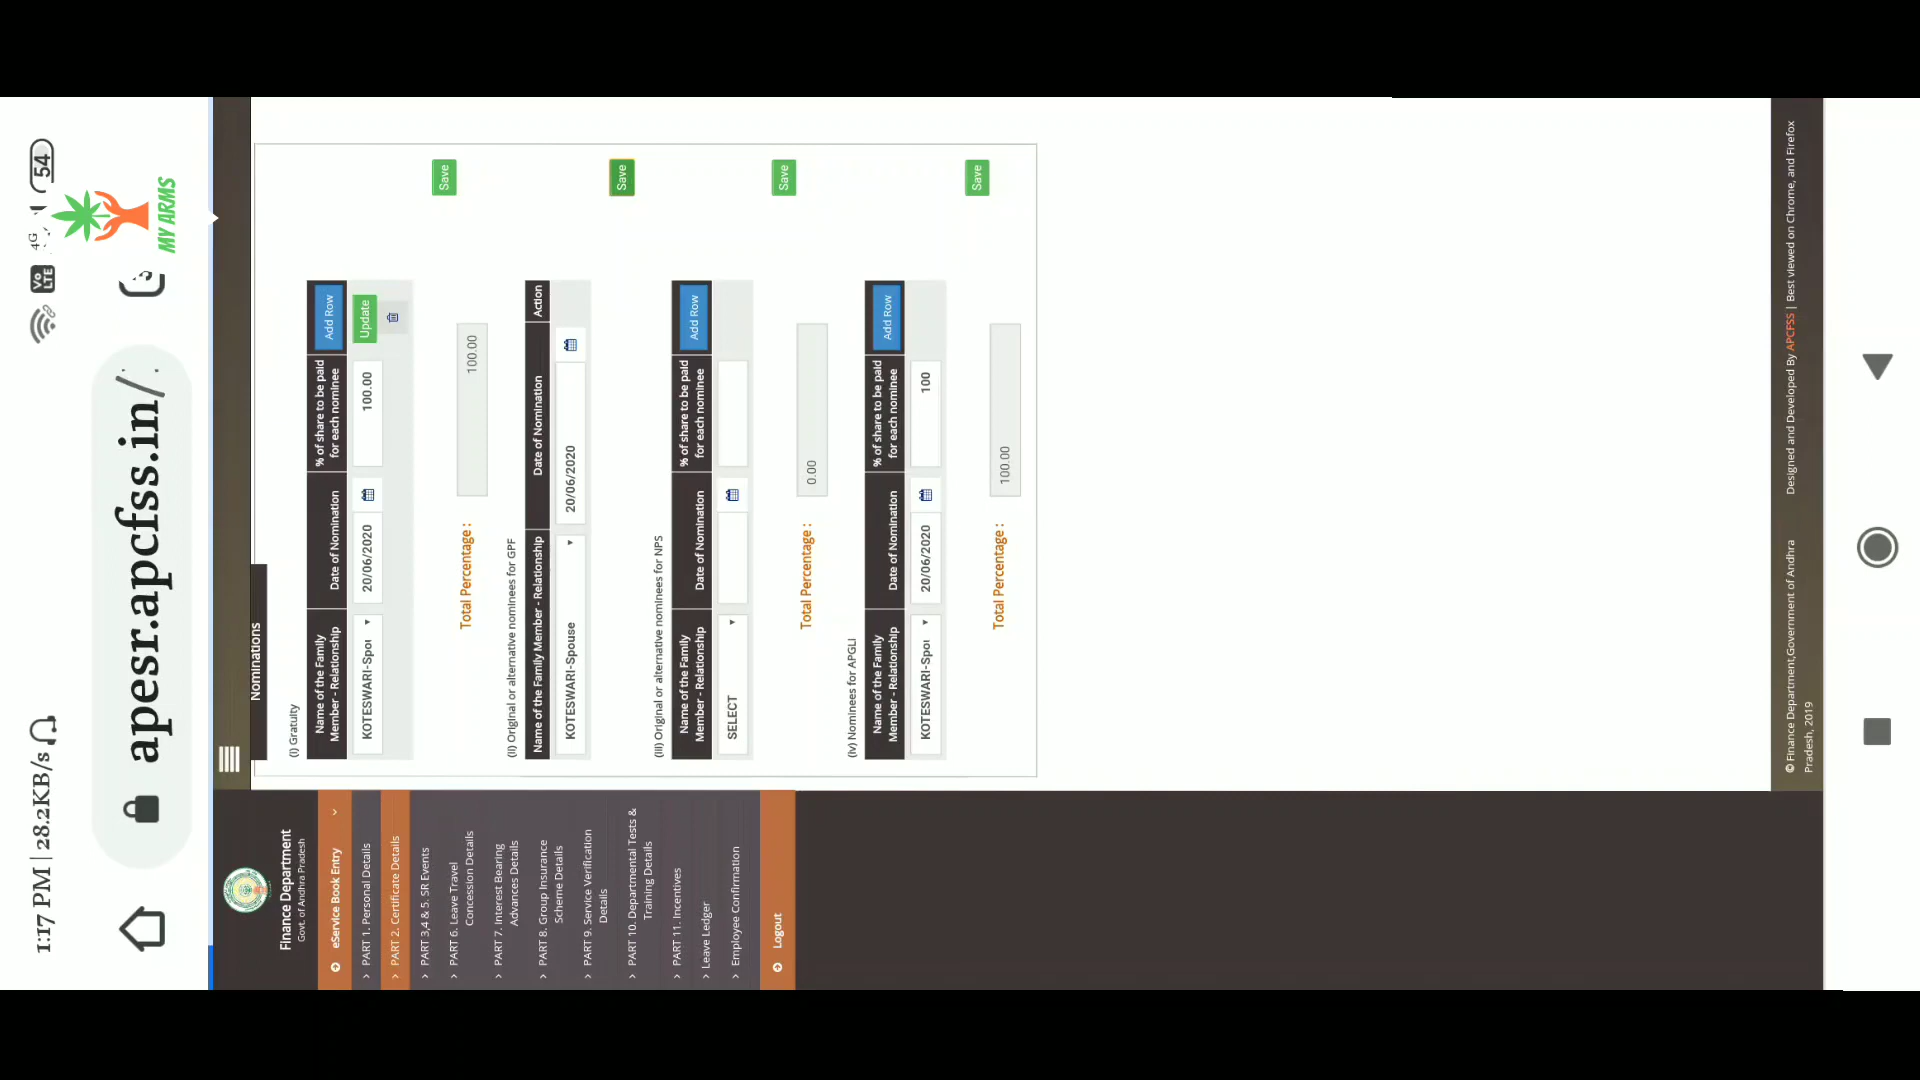 1:17 PM | 28.2KB/s
4G
VO
LTE
54
apesr.apcfss.in/
MY ARMS
Finance Department
Govt. of Andhra Pradesh
eService Book Entry
PART 1. Personal Details
PART 2. Certificate Details
PART 3,4 & 5. SR Events
PART 6. Leave Travel
Concession Details
PART 7. Interest Bearing
Advances Details
PART 8. Group Insurance
Scheme Details
PART 9. Service Verification
Details
PART 10. Departmental Tests &
Training Details
PART 11. Incentives
Leave Ledger
Employee Confirmation
Logout
Nominations
(i) Gratuity
Name of the Family
Member - Relationship
Date of Nomination
% of share to be paid
for each nominee
Add Row
KOTESWARI-Spou
20/06/2020
100.00
Update
Save
Total Percentage :
100.00
(ii) Original or alternative nominees for GPF
Name of the Family Member - Relationship
Date of Nomination
Action
KOTESWARI-Spouse
20/06/2020
Save
(iii) Original or alternative nominees for NPS
Name of the Family
Member - Relationship
Date of Nomination
% of share to be paid
for each nominee
Add Row
SELECT
Save
Total Percentage :
0.00
(iv) Nominees for APGLI
Name of the Family
Member - Relationship
Date of Nomination
% of share to be paid
for each nominee
Add Row
KOTESWARI-Spou
20/06/2020
100
Save
Total Percentage :
100.00
© Finance Department,Government of Andhra
Pradesh, 2019
Designed and Developed By APCFSS | Best viewed on Chrome, and Firefox